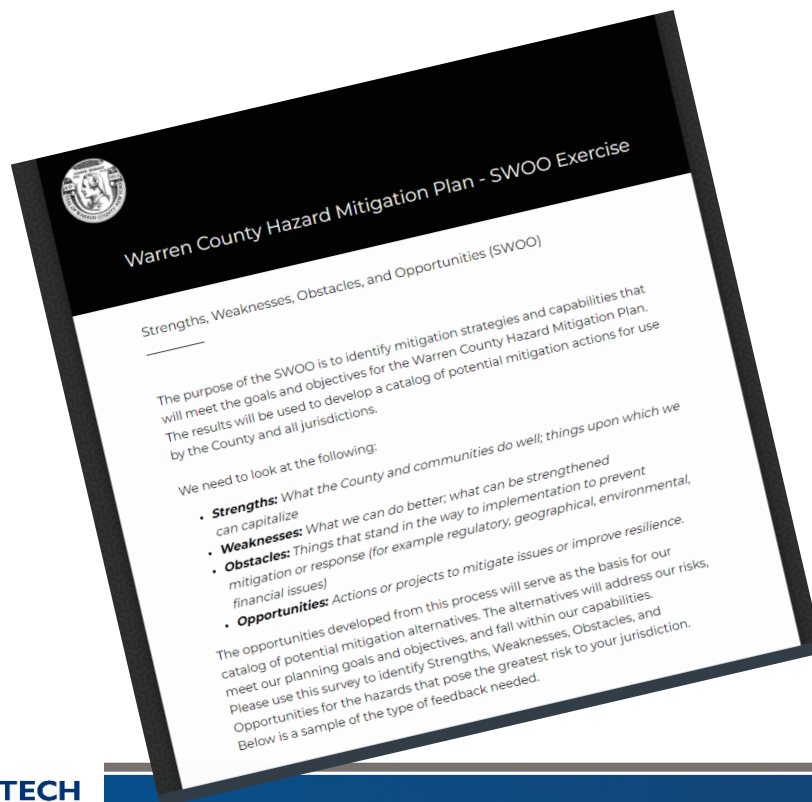 Warren County Hazard Mitigation Plan - SWOO Exercise
Strengths, Weaknesses, Obstacles, and Opportunities (SWOO)
The purpose of the SWOO is to identify mitigation strategies and capabilities that
will meet the goals and objectives for the Warren County Hazard Mitigation Plan.
The results will be used to develop a catalog of potential mitigation actions for use
by the County and all jurisdictions.
We need to look at the following:
• Strengths: What the County and communities do well; things upon which we
can capitalize
• Weaknesses: What we can do better; what can be strengthened
• Obstacles: Things that stand in the way to implementation to prevent
mitigation or response (for example regulatory, geographical, environmental,
financial issues)
• Opportunities: Actions or projects to mitigate issues or improve resilience.
The opportunities developed from this process will serve as the basis for our
catalog of potential mitigation alternatives. The alternatives will address our risks,
meet our planning goals and objectives, and fall within our capabilities.
Please use this survey to identify Strengths, Weaknesses, Obstacles, and
Opportunities for the hazards that pose the greatest risk to your jurisdiction.
Below is a sample of the type of feedback needed.
TECH